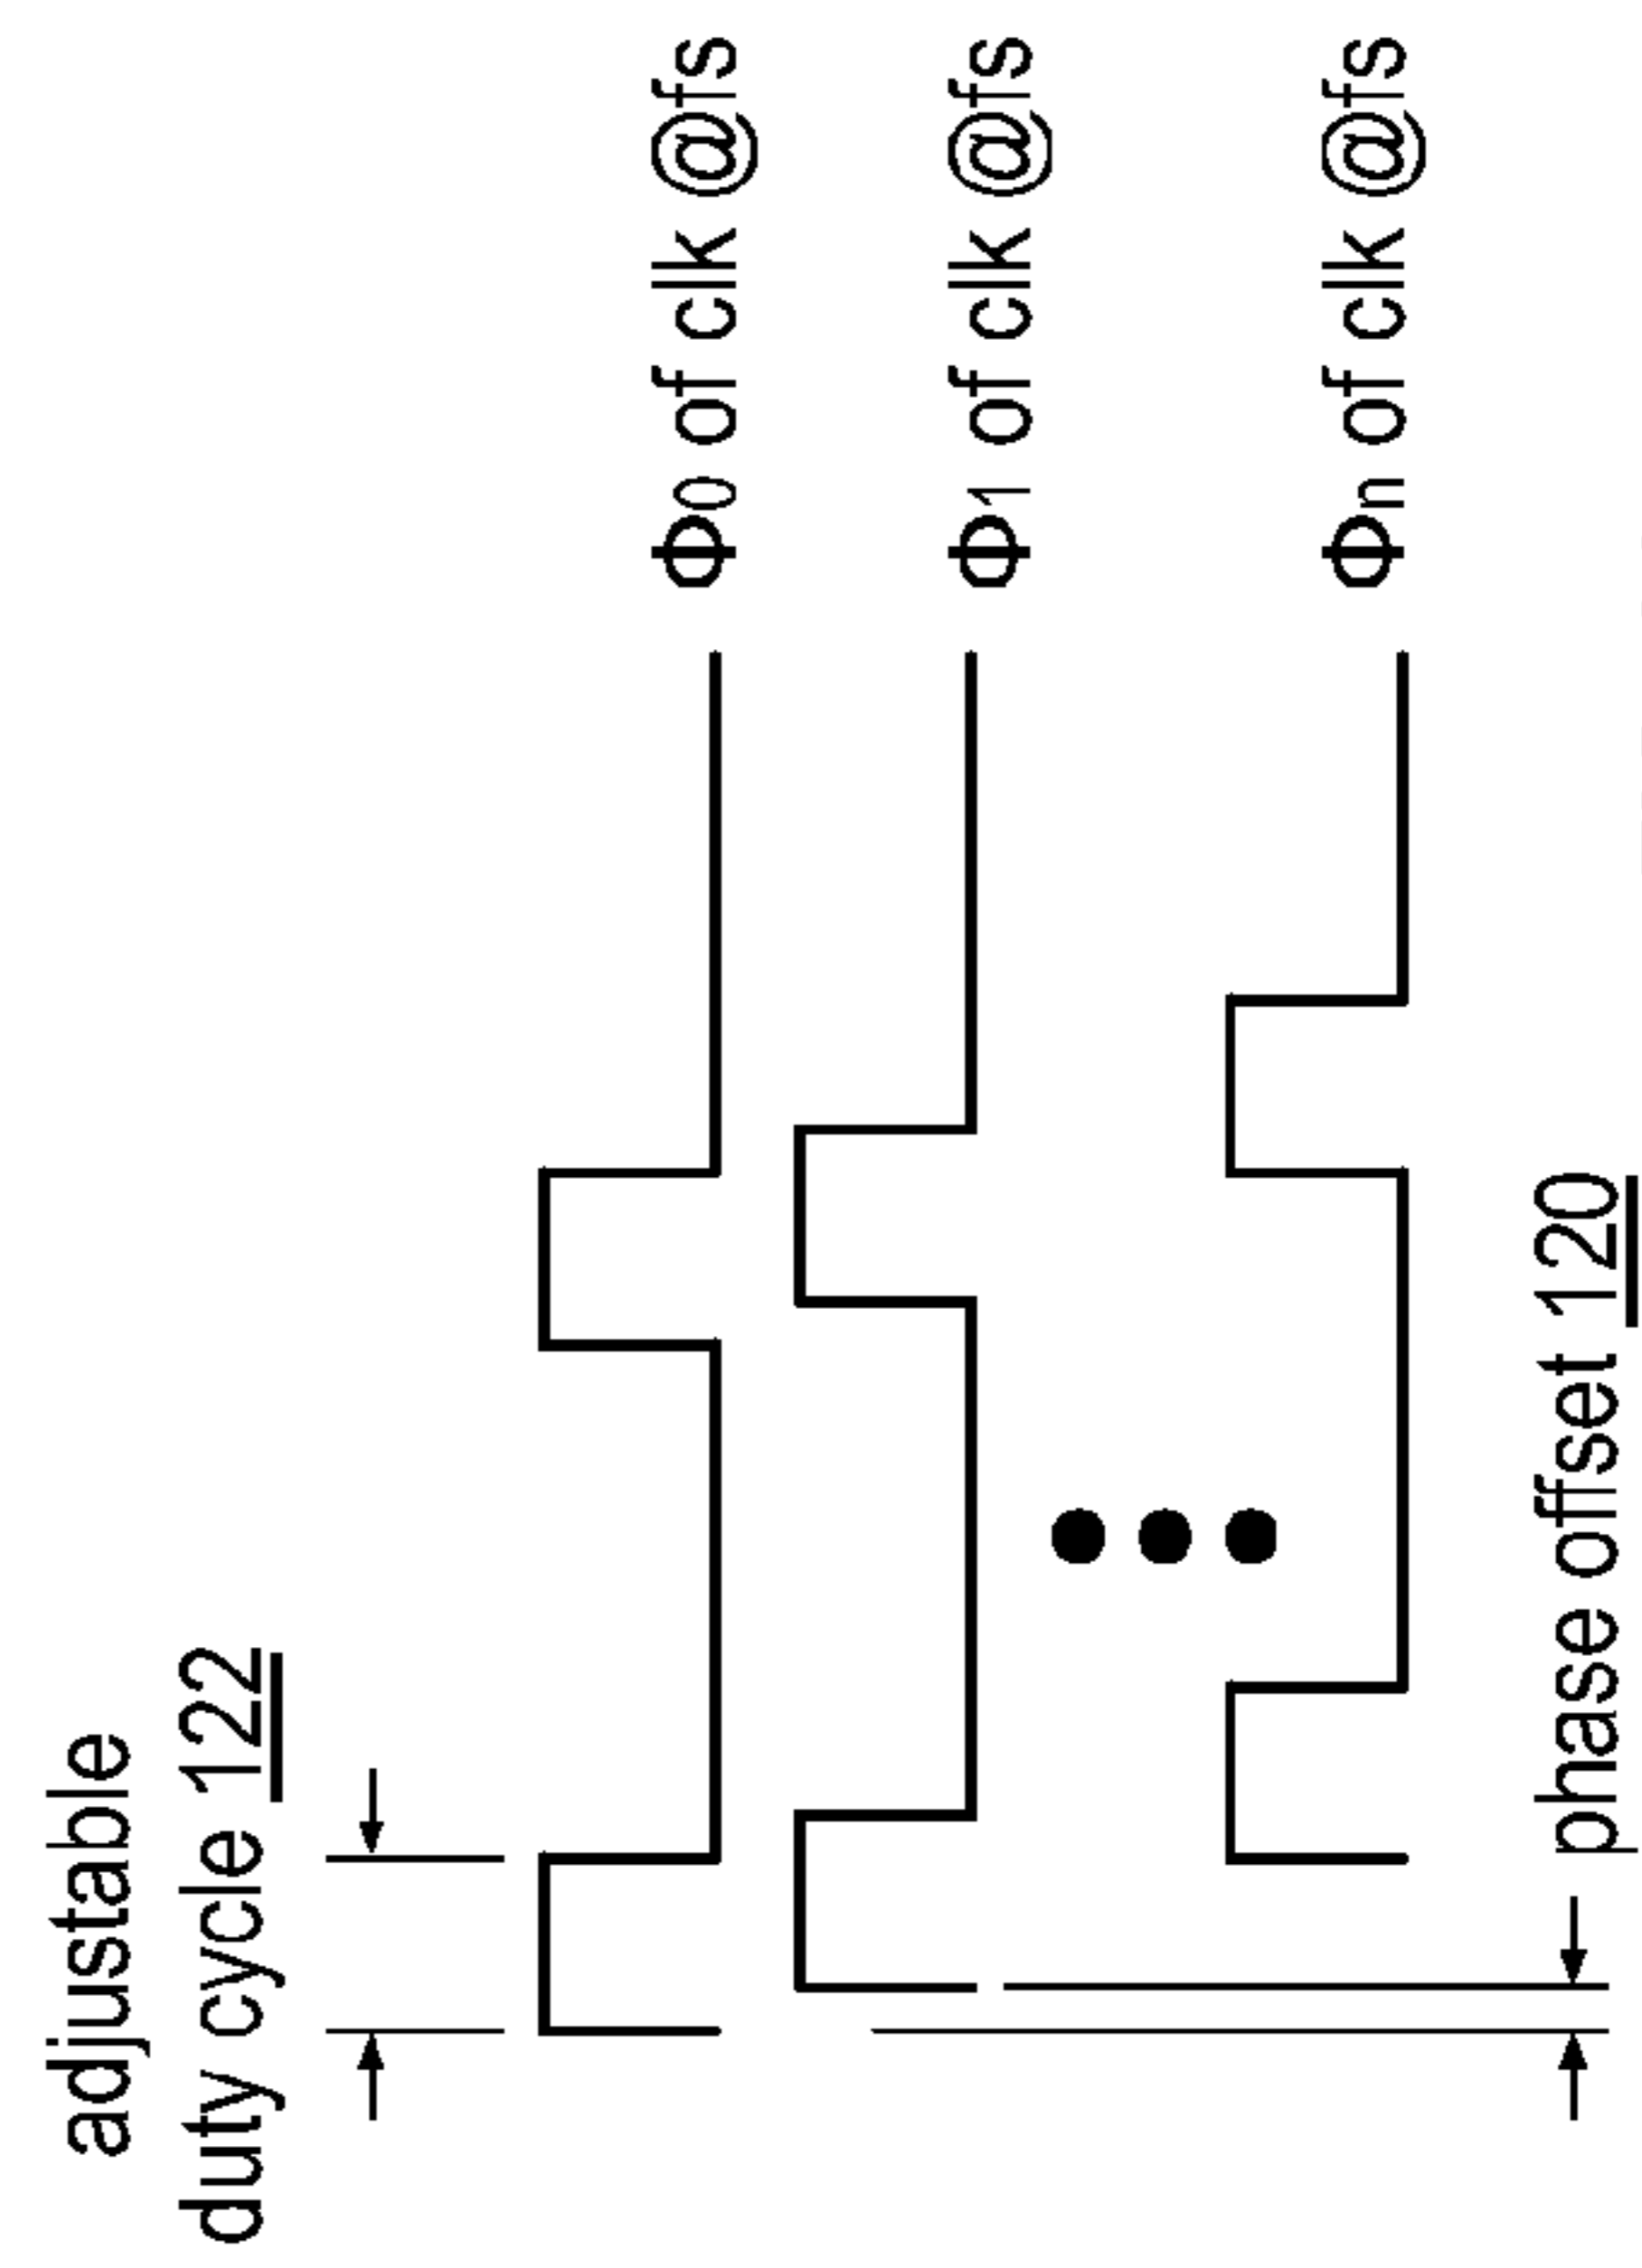 adjustable
duty cycle 122
Φ0 of clk @fs
Φ1 of clk @fs
Φn of clk @fs
phase offset 120